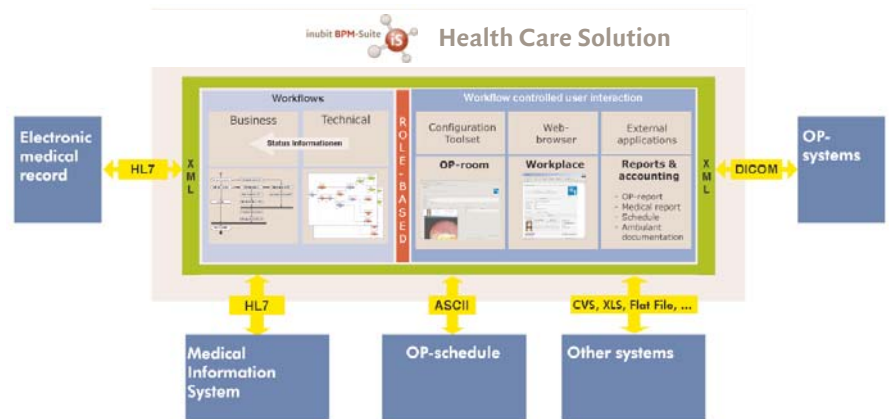 inubit BPM-Suite iS Health Care Solution
Workflows
Workflow controlled user interaction
Business
Technical
Status Informationen
ROLE-BASED
Configuration
Toolset
Web-
browser
External
applications
OP-room
Workplace
Reports &
accounting
- OP-report
- Medical report
- Schedule
- Ambulant
documentation
XML
XML
Electronic
medical
record
HL7
DICOM
OP-
systems
HL7
ASCII
CVS, XLS, Flat File, ...
Medical
Information
System
OP-schedule
Other systems